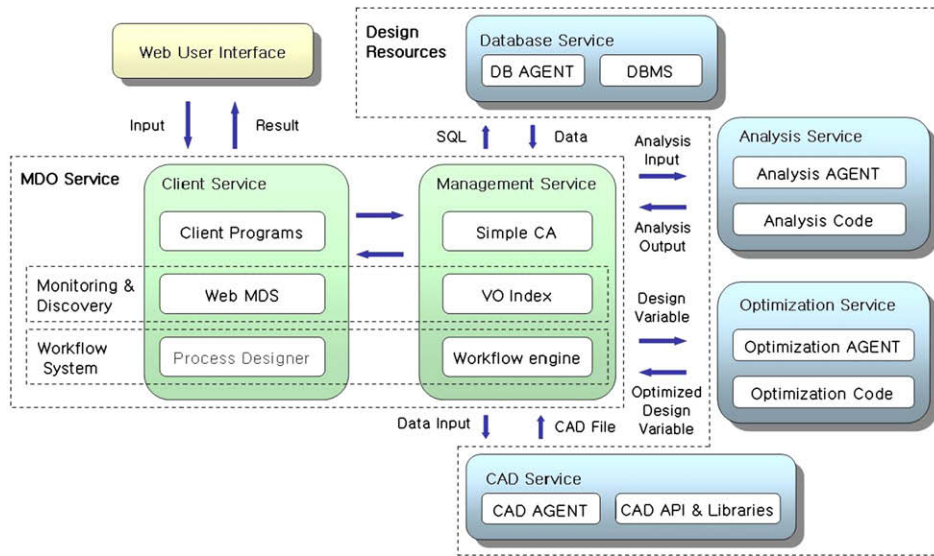 Web User Interface
Design
Resources
Database Service
DB AGENT
DBMS
Input
Result
SQL
Data
MDO Service
Client Service
Client Programs
Web MDS
Process Designer
Management Service
Simple CA
VO Index
Workflow engine
Monitoring &
Discovery
Workflow
System
Analysis
Input
Analysis
Output
Analysis Service
Analysis AGENT
Analysis Code
Design
Variable
Optimized
Design
Variable
Optimization Service
Optimization AGENT
Optimization Code
Data Input
CAD File
CAD Service
CAD AGENT
CAD API & Libraries